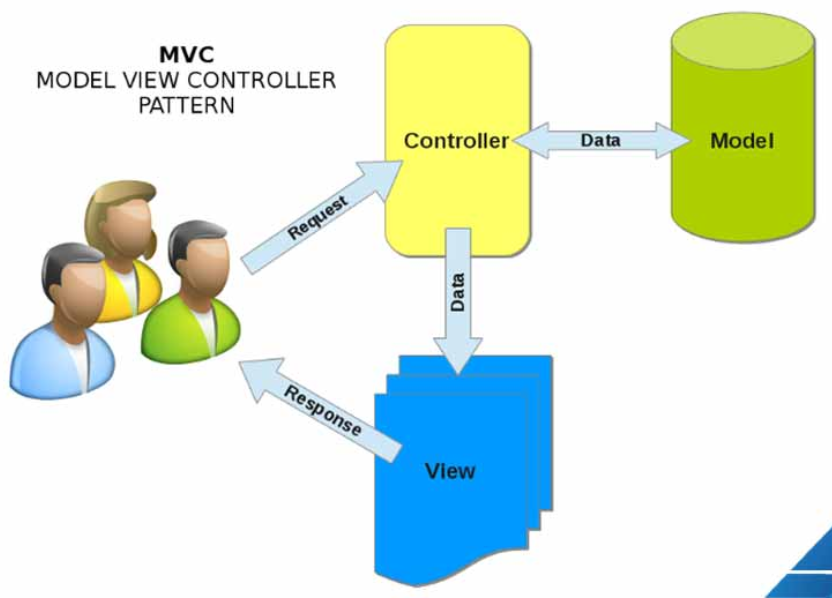 MVC
MODEL VIEW CONTROLLER
PATTERN
Controller
Data
Model
Request
Data
Response
View